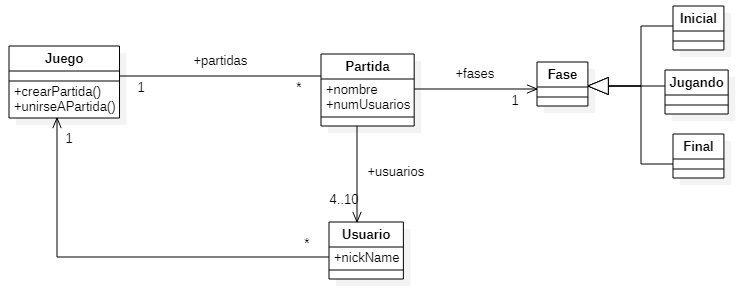 Juego
+crearPartida()
+unirseAPartida()
1
+partidas
*
Partida
+nombre
+numUsuarios
+fases
1
Fase
Inicial
Jugando
Final
+usuarios
4..10
1
*
Usuario
+nickName